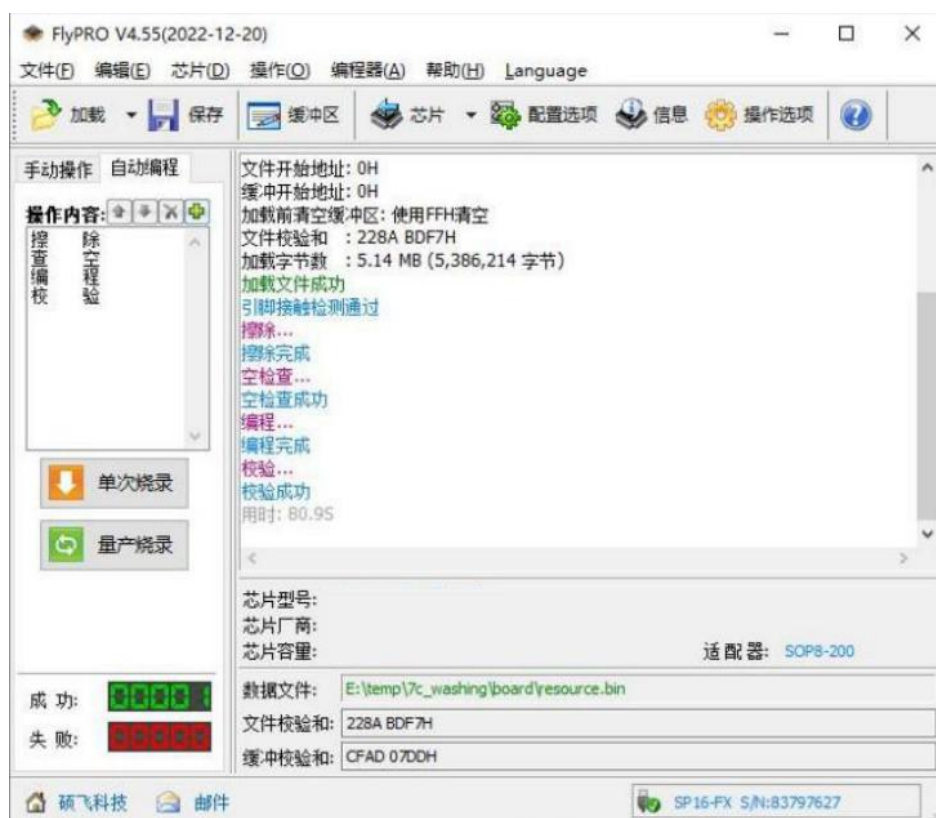 FlyPRO V4.55(2022-12-20)
文件(F) 编辑(E) 芯片(D) 操作(O) 编程器(A) 帮助(H) Language
加载 保存 缓冲区 芯片 配置选项 信息 操作选项
手动操作 自动编程
操作内容:
擦 除
查 空
编 程
校 验
单次烧录
量产烧录
成 功: 00001
失 败: 00000
文件开始地址: 0H
缓冲开始地址: 0H
加载前清空缓冲区: 使用FFH清空
文件校验和 : 228A BDF7H
加载字节数 : 5.14 MB (5,386,214 字节)
加载文件成功
引脚接触检测通过
擦除...
擦除完成
空检查...
空检查成功
编程...
编程完成
校验...
校验成功
用时: 80.9S
芯片型号:
芯片厂商:
芯片容量:
适 配 器: SOP8-200
数据文件: E:\temp\7c_washing\board\resource.bin
文件校验和: 228A BDF7H
缓冲校验和: CFAD 07DDH
硕飞科技 邮件
SP16-FX S/N:83797627